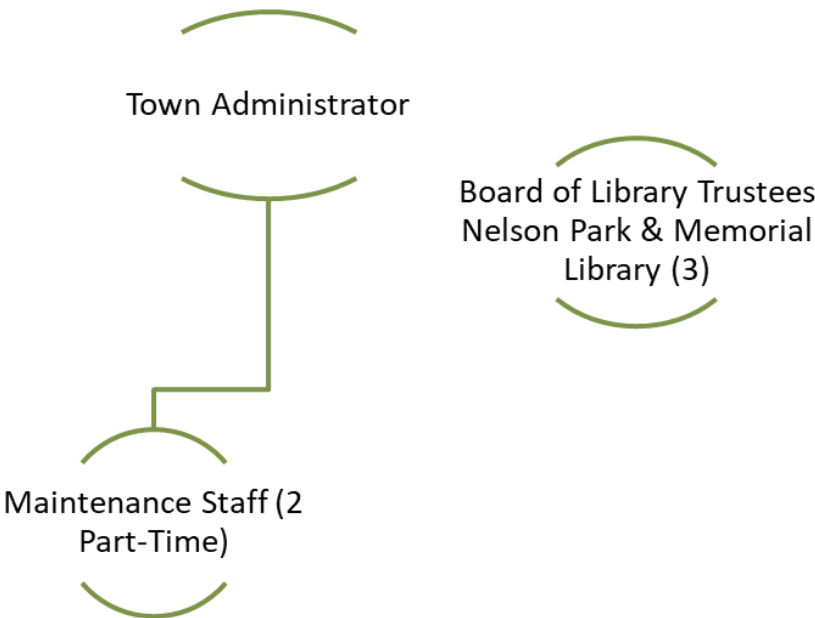 Town Administrator
Board of Library Trustees
Nelson Park & Memorial
Library (3)
Maintenance Staff (2
Part-Time)